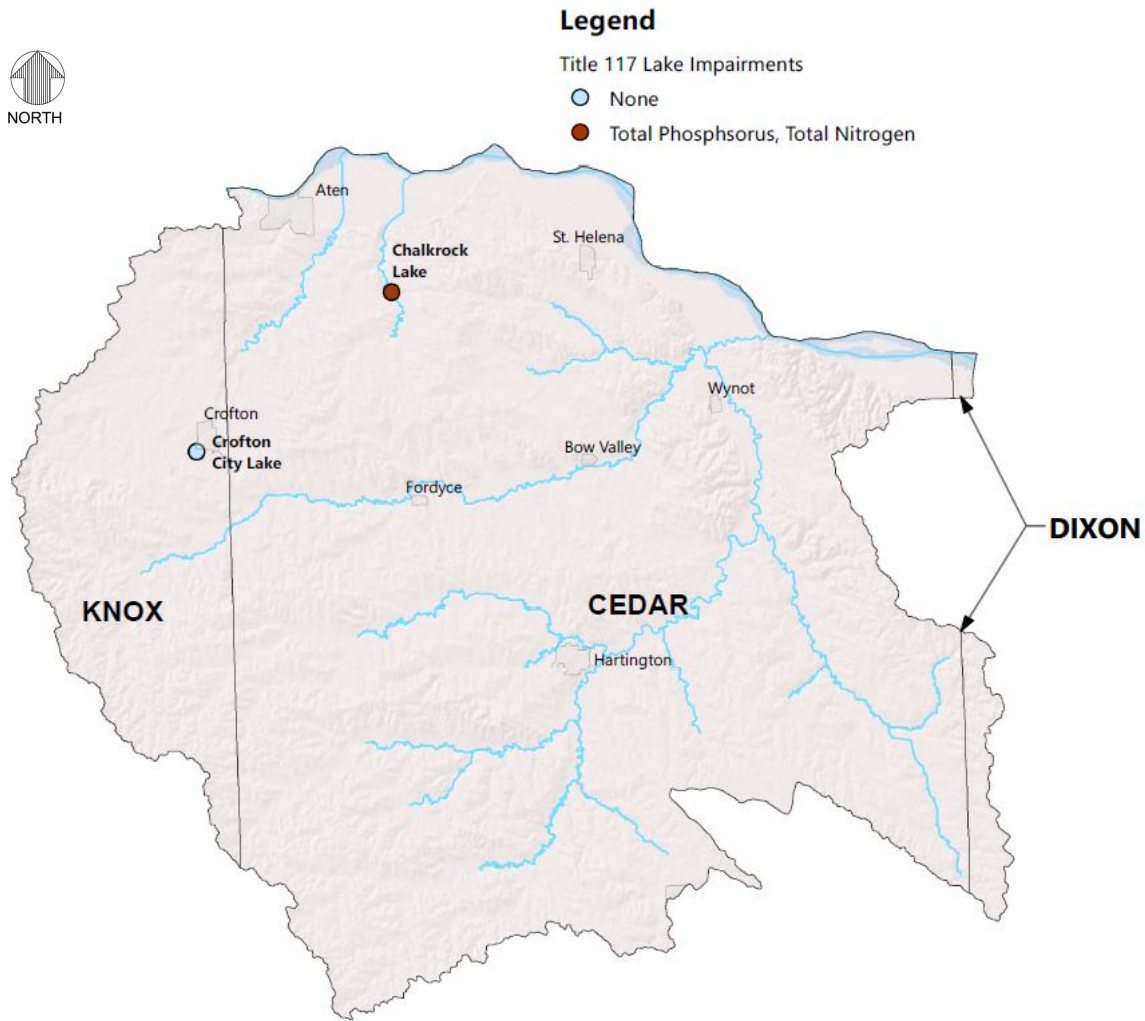 Legend
Title 117 Lake Impairments
None
Total Phosphsorus, Total Nitrogen
NORTH
Aten
St. Helena
Chalkrock
Lake
Wynot
Crofton
Crofton
City Lake
Bow Valley
Fordyce
DIXON
KNOX
CEDAR
Hartington